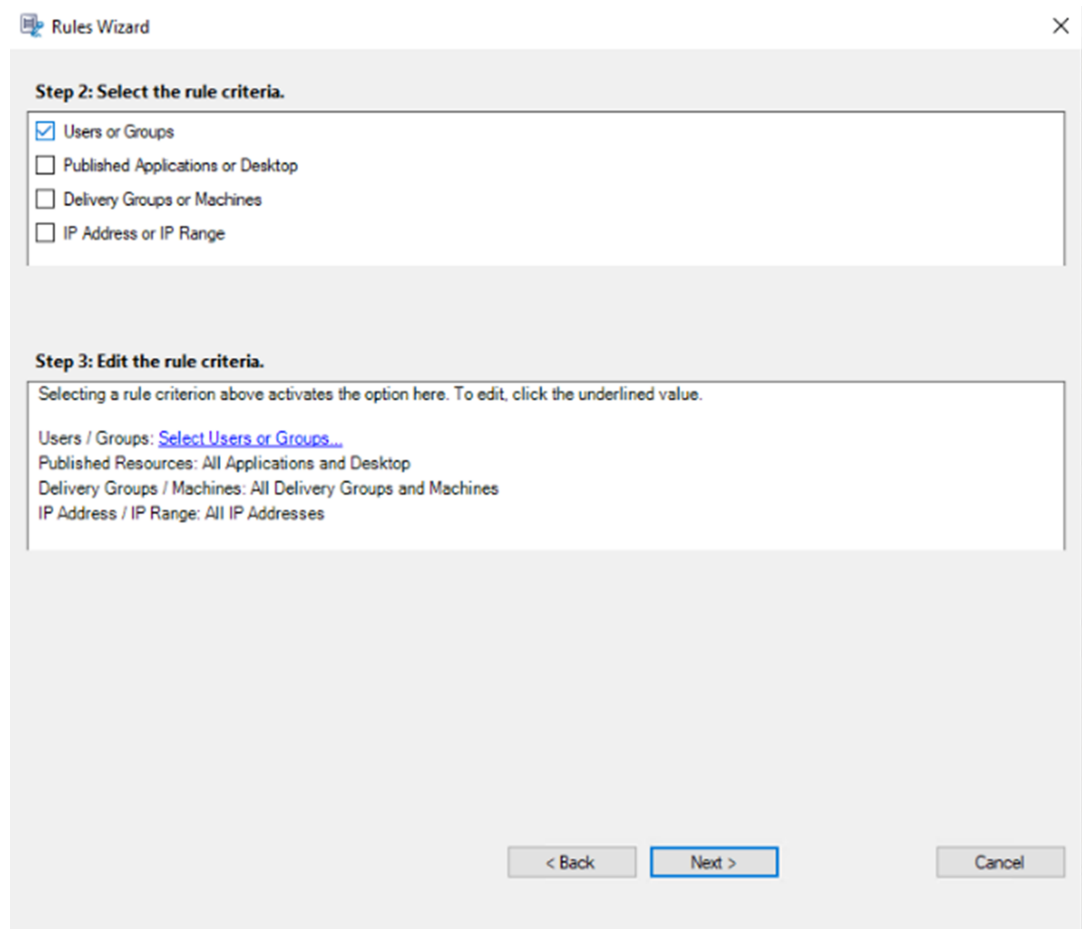 Rules Wizard
Step 2: Select the rule criteria.
Users or Groups
Published Applications or Desktop
Delivery Groups or Machines
IP Address or IP Range
Step 3: Edit the rule criteria.
Selecting a rule criterion above activates the option here. To edit, click the underlined value.
Users / Groups: Select Users or Groups...
Published Resources: All Applications and Desktop
Delivery Groups / Machines: All Delivery Groups and Machines
IP Address / IP Range: All IP Addresses
< Back Next > Cancel